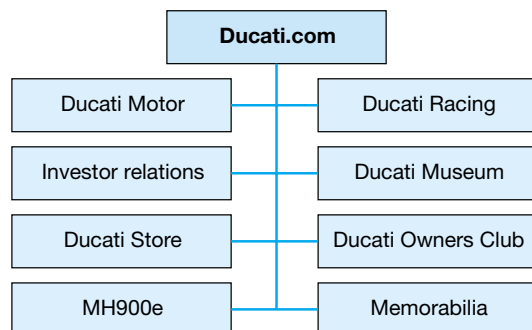 Ducati.com
Ducati Motor
Ducati Racing
Investor relations
Ducati Museum
Ducati Store
Ducati Owners Club
MH900e
Memorabilia